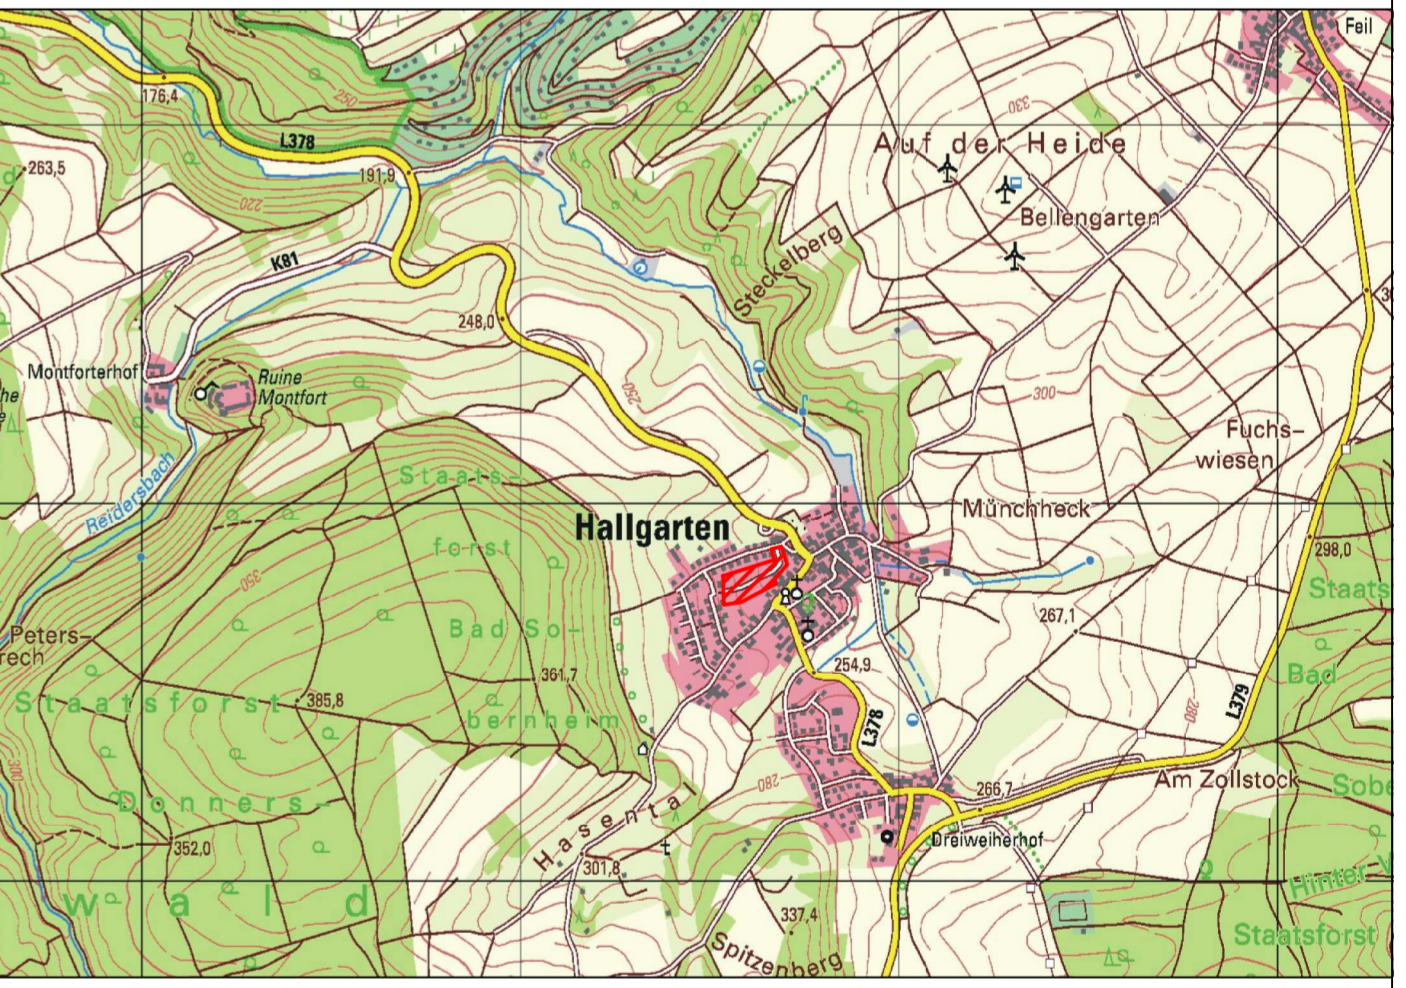 Feil
176,4
250
L378
330
Auf der Heide
263,5
191,9
220
Bellengarten
K81
Steckelberg
248,0
Montforterhof
Ruine
Montfort
250
300
Fuchs-
wiesen
Reidersbach
Staats-
Münchheck
Hallgarten
forst
298,0
350
Staats
267,1
Peters-
rech
Bad So-
254,9
361,7
Bad
Staatsforst
385,8
bernheim
280
L379
L378
300
280
Am Zollstock
266,7
Sobe
Donners-
Hasental
352,0
301,8
Dreiweiherhof
Hinter-W
wald
337,4
Staatsforst
Spitzenberg